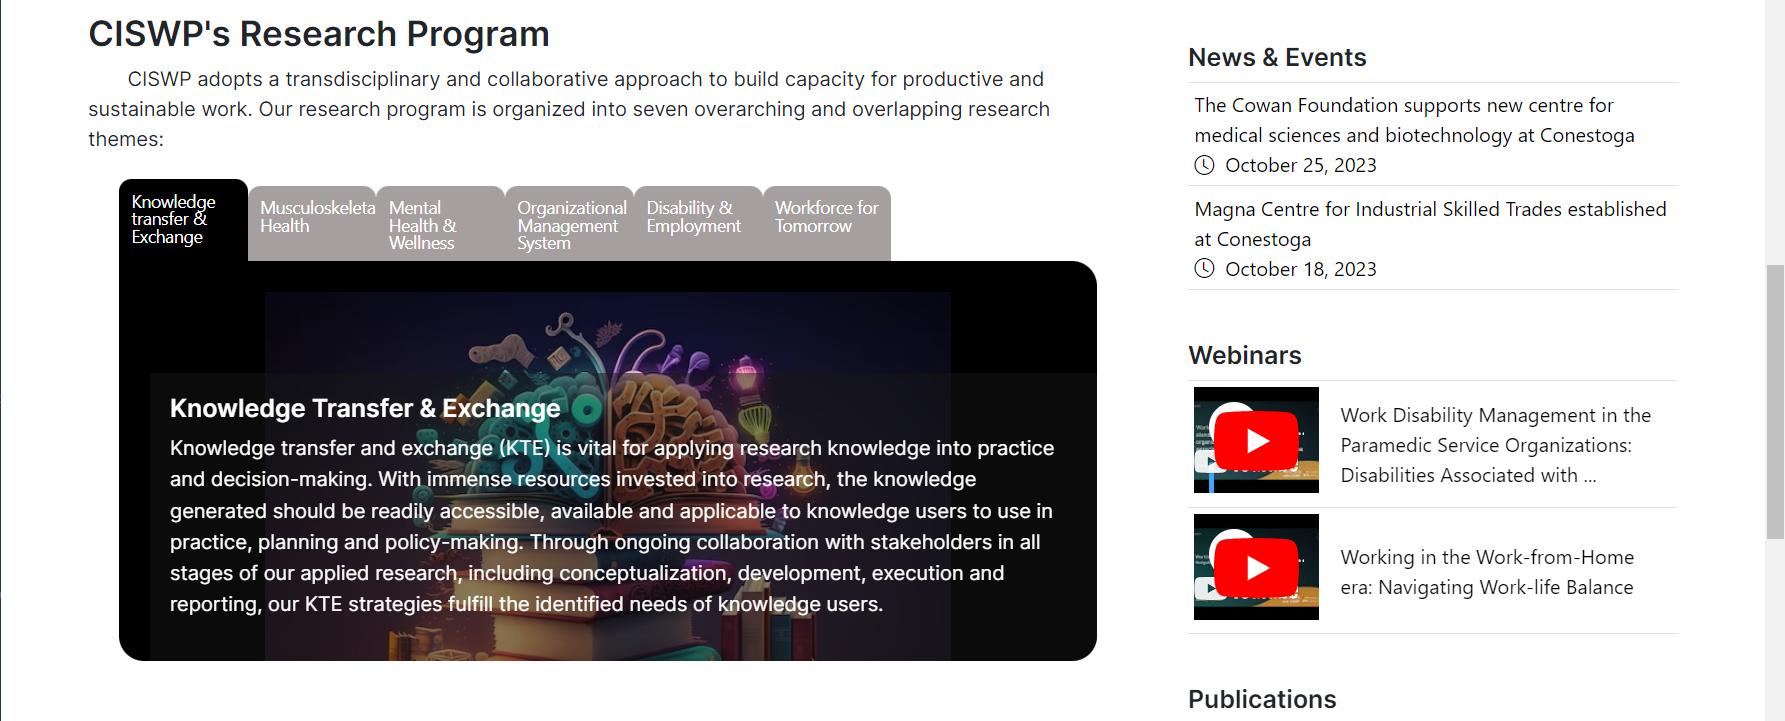 CISWP's Research Program
CISWP adopts a transdisciplinary and collaborative approach to build capacity for productive and
sustainable work. Our research program is organized into seven overarching and overlapping research
themes:
Knowledge
transfer &
Exchange
Musculoskeleta
Health
Mental
Health &
Wellness
Organizational
Management
System
Disability &
Employment
Workforce for
Tomorrow
Knowledge Transfer & Exchange
Knowledge transfer and exchange (KTE) is vital for applying research knowledge into practice
and decision-making. With immense resources invested into research, the knowledge
generated should be readily accessible, available and applicable to knowledge users to use in
practice, planning and policy-making. Through ongoing collaboration with stakeholders in all
stages of our applied research, including conceptualization, development, execution and
reporting, our KTE strategies fulfill the identified needs of knowledge users.
News & Events
The Cowan Foundation supports new centre for
medical sciences and biotechnology at Conestoga
October 25, 2023
Magna Centre for Industrial Skilled Trades established
at Conestoga
October 18, 2023
Webinars
Work Disability Management in the
Paramedic Service Organizations:
Disabilities Associated with ...
Working in the Work-from-Home
era: Navigating Work-life Balance
Publications